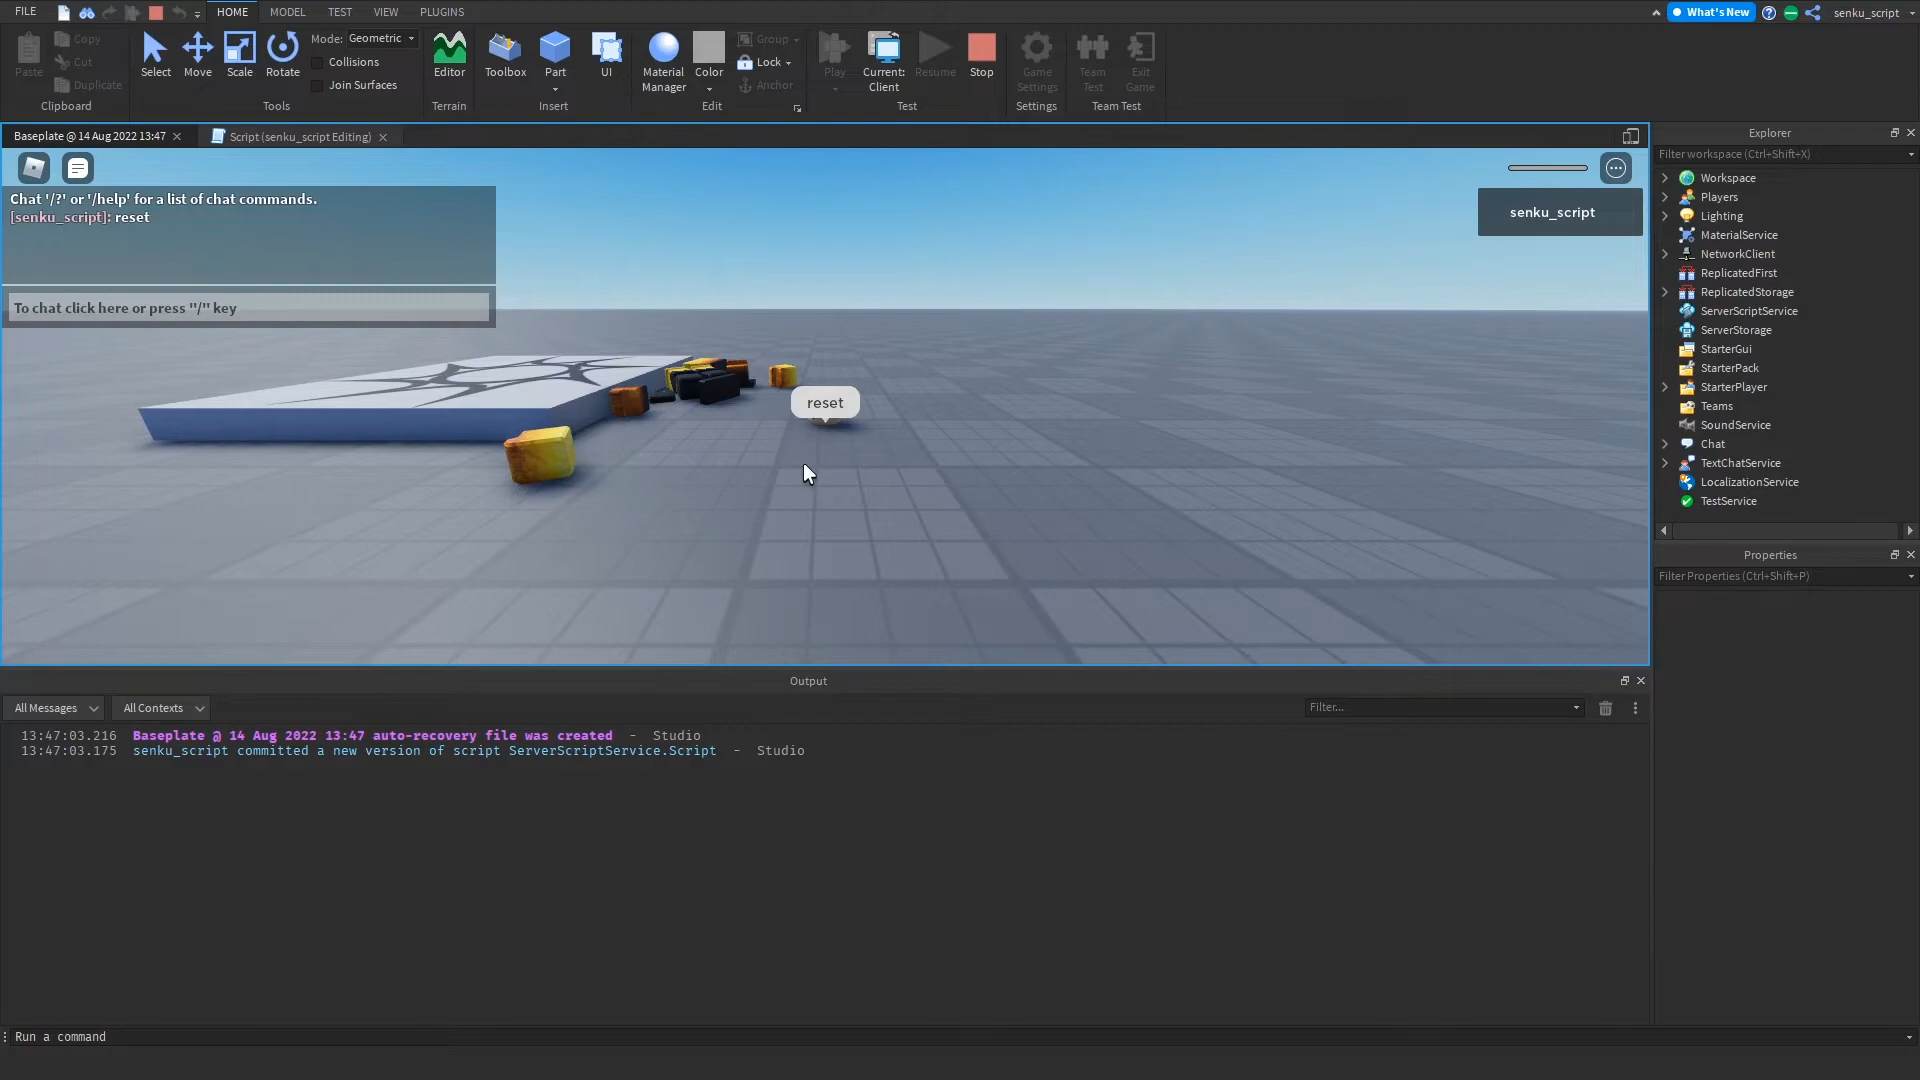 FILE HOME MODEL TEST VIEW PLUGINS What's New senku_script
Paste Copy Cut Duplicate Clipboard
Select Move Scale Rotate Mode: Geometric Collisions Join Surfaces Tools
Editor Terrain
Toolbox Part UI Insert
Material Manager Color Group Lock Anchor Edit
Play Current: Client Resume Stop Test
Game Settings Settings
Team Test Exit Game Team Test
Baseplate @ 14 Aug 2022 13:47 Script (senku_script Editing)
Chat '/?' or '/help' for a list of chat commands.
[senku_script]: reset
To chat click here or press "/" key
senku_script
reset
Explorer
Filter workspace (Ctrl+Shift+X)
Workspace
Players
Lighting
MaterialService
NetworkClient
ReplicatedFirst
ReplicatedStorage
ServerScriptService
ServerStorage
StarterGui
StarterPack
StarterPlayer
Teams
SoundService
Chat
TextChatService
LocalizationService
TestService
Properties
Filter Properties (Ctrl+Shift+P)
Output
All Messages All Contexts Filter...
13:47:03.216 Baseplate @ 14 Aug 2022 13:47 auto-recovery file was created - Studio
13:47:03.175 senku_script committed a new version of script ServerScriptService.Script - Studio
Run a command